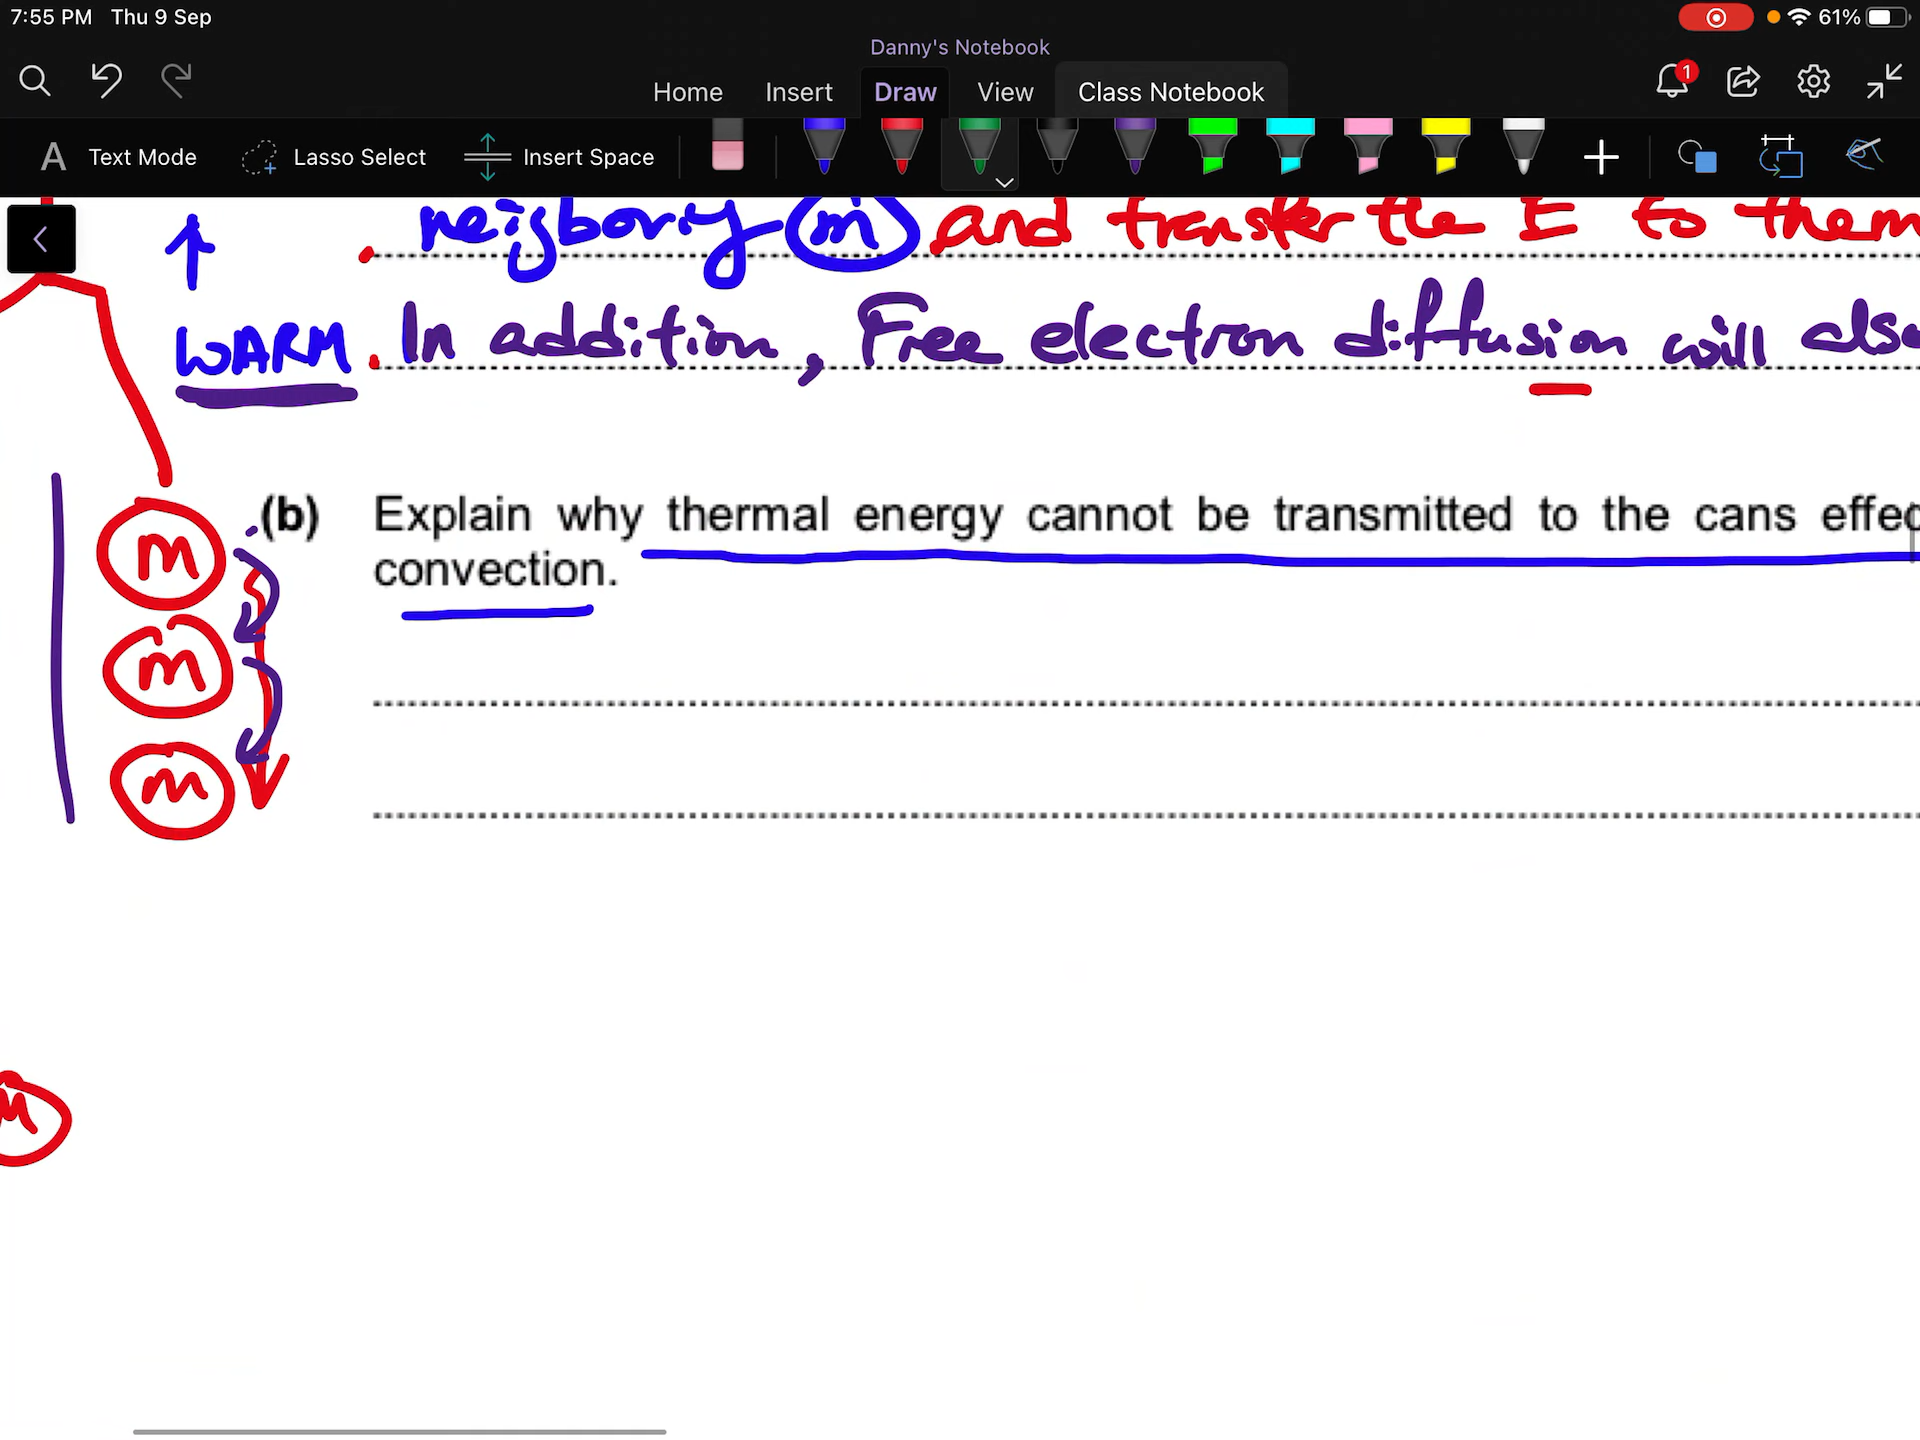 7:55 PM Thu 9 Sep
61%
Danny's Notebook
Home Insert Draw View Class Notebook
1
A Text Mode Lasso Select Insert Space
neigboriy m and transfer the E to them
WARM . In addition, Free electron diffusion will also
(b) Explain why thermal energy cannot be transmitted to the cans effec
convection.
m
m
m
M